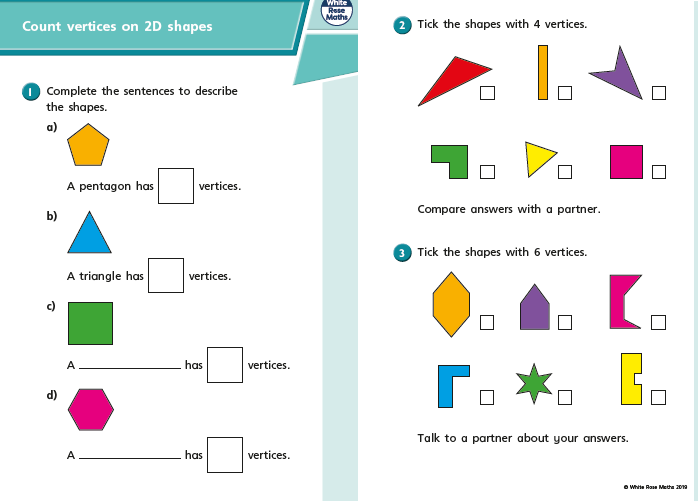 Count vertices on 2D shapes
White
Rose
Maths
1 Complete the sentences to describe
the shapes.
a)
A pentagon has vertices.
b)
A triangle has vertices.
c)
A ____ has vertices.
d)
A ____ has vertices.
2 Tick the shapes with 4 vertices.
Compare answers with a partner.
3 Tick the shapes with 6 vertices.
Talk to a partner about your answers.
© White Rose Maths 2019